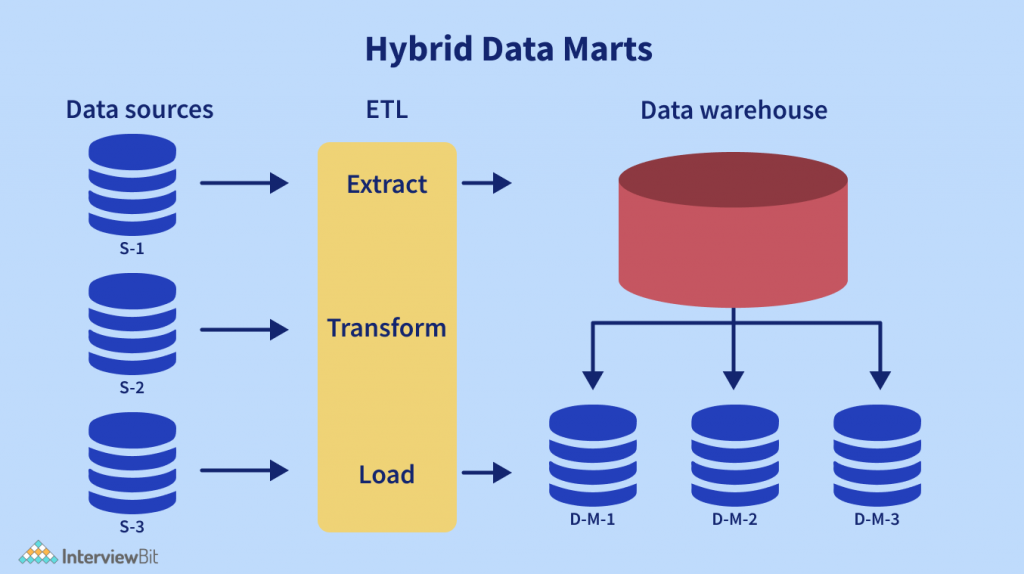 Hybrid Data Marts
Data sources
ETL
Data warehouse
S-1
S-2
S-3
Extract
Transform
Load
D-M-1
D-M-2
D-M-3
InterviewBit